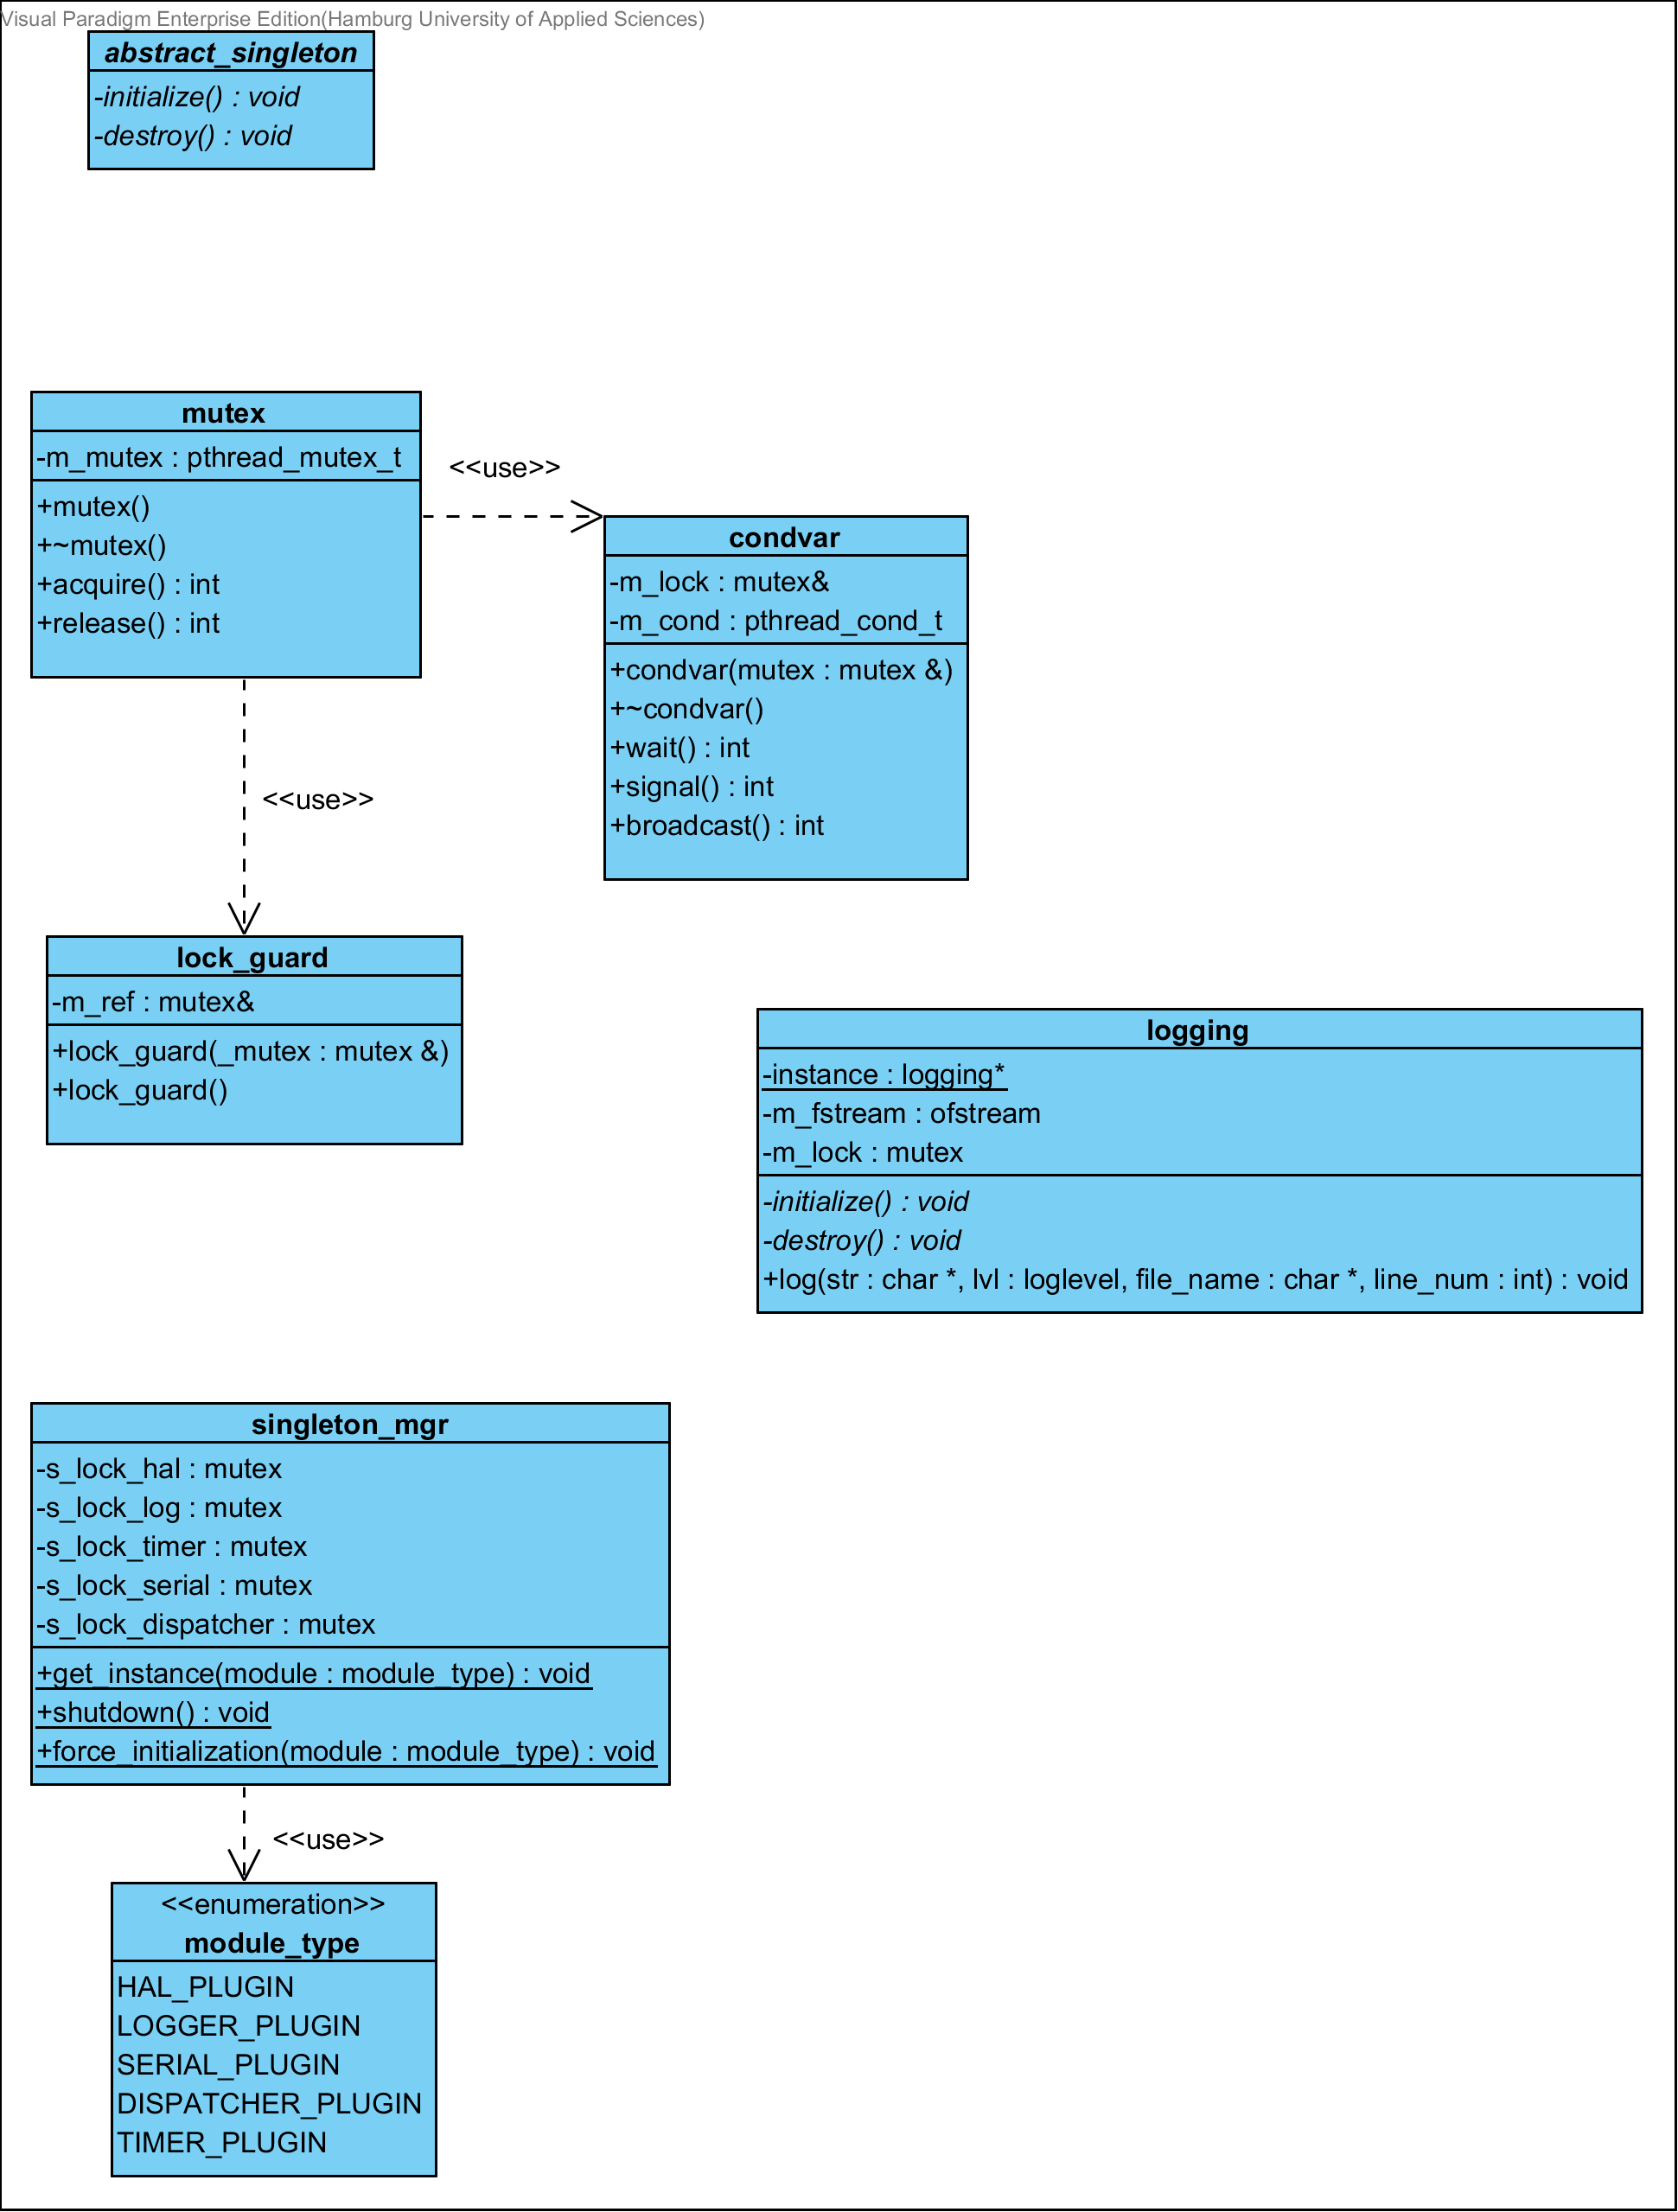 Visual Paradigm Enterprise Edition(Hamburg University of Applied Sciences)
abstract_singleton
-initialize() : void
-destroy() : void
mutex
-m_mutex : pthread_mutex_t
+mutex()
+~mutex()
+acquire() : int
+release() : int
<<use>>
condvar
-m_lock : mutex&
-m_cond : pthread_cond_t
+condvar(mutex : mutex &)
+~condvar()
+wait() : int
+signal() : int
+broadcast() : int
<<use>>
lock_guard
-m_ref : mutex&
+lock_guard(_mutex : mutex &)
+lock_guard()
logging
-instance : logging*
-m_fstream : ofstream
-m_lock : mutex
-initialize() : void
-destroy() : void
+log(str : char *, lvl : loglevel, file_name : char *, line_num : int) : void
singleton_mgr
-s_lock_hal : mutex
-s_lock_log : mutex
-s_lock_timer : mutex
-s_lock_serial : mutex
-s_lock_dispatcher : mutex
+get_instance(module : module_type) : void
+shutdown() : void
+force_initialization(module : module_type) : void
<<use>>
<<enumeration>>
module_type
HAL_PLUGIN
LOGGER_PLUGIN
SERIAL_PLUGIN
DISPATCHER_PLUGIN
TIMER_PLUGIN